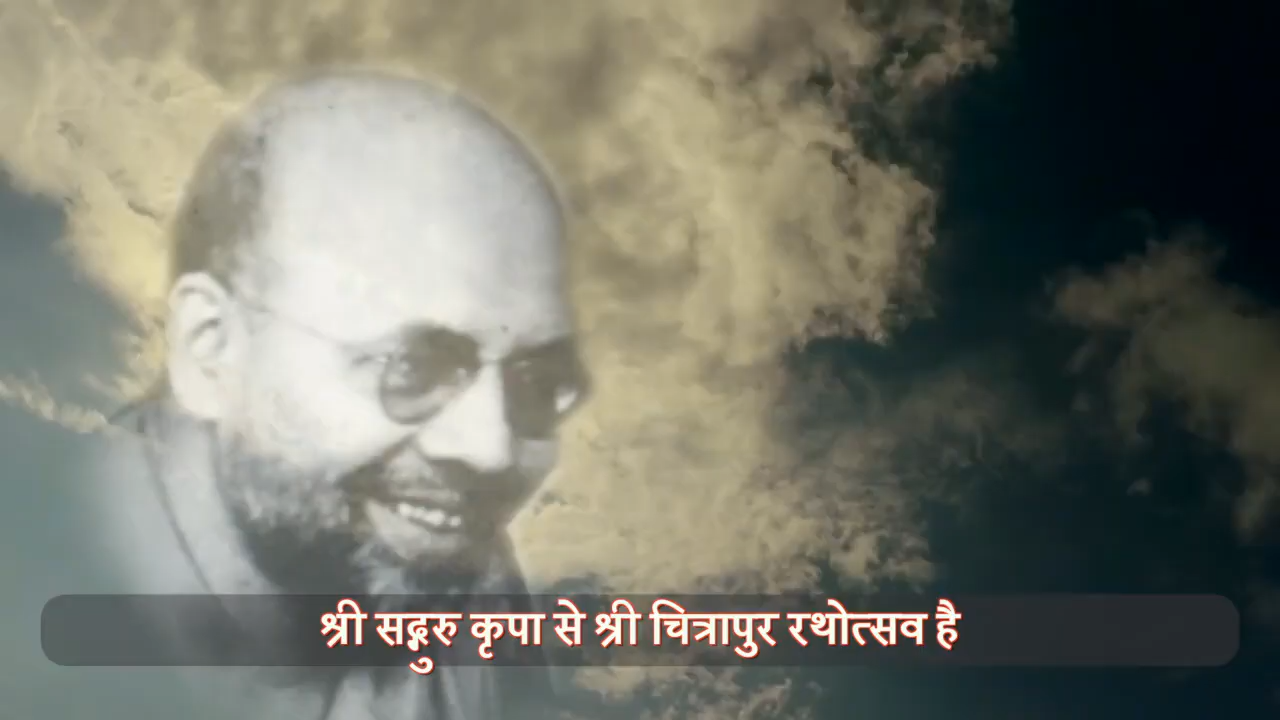 श्री सद्गुरु कृपा से श्री चित्रापुर रथोत्सव है